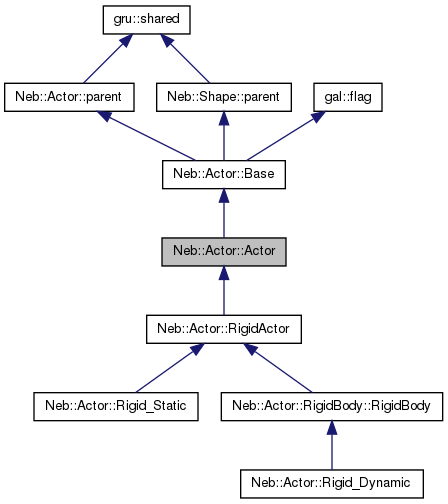 gru::shared
Neb::Actor::parent
Neb::Shape::parent
gal::flag
Neb::Actor::Base
Neb::Actor::Actor
Neb::Actor::RigidActor
Neb::Actor::Rigid_Static
Neb::Actor::RigidBody::RigidBody
Neb::Actor::Rigid_Dynamic